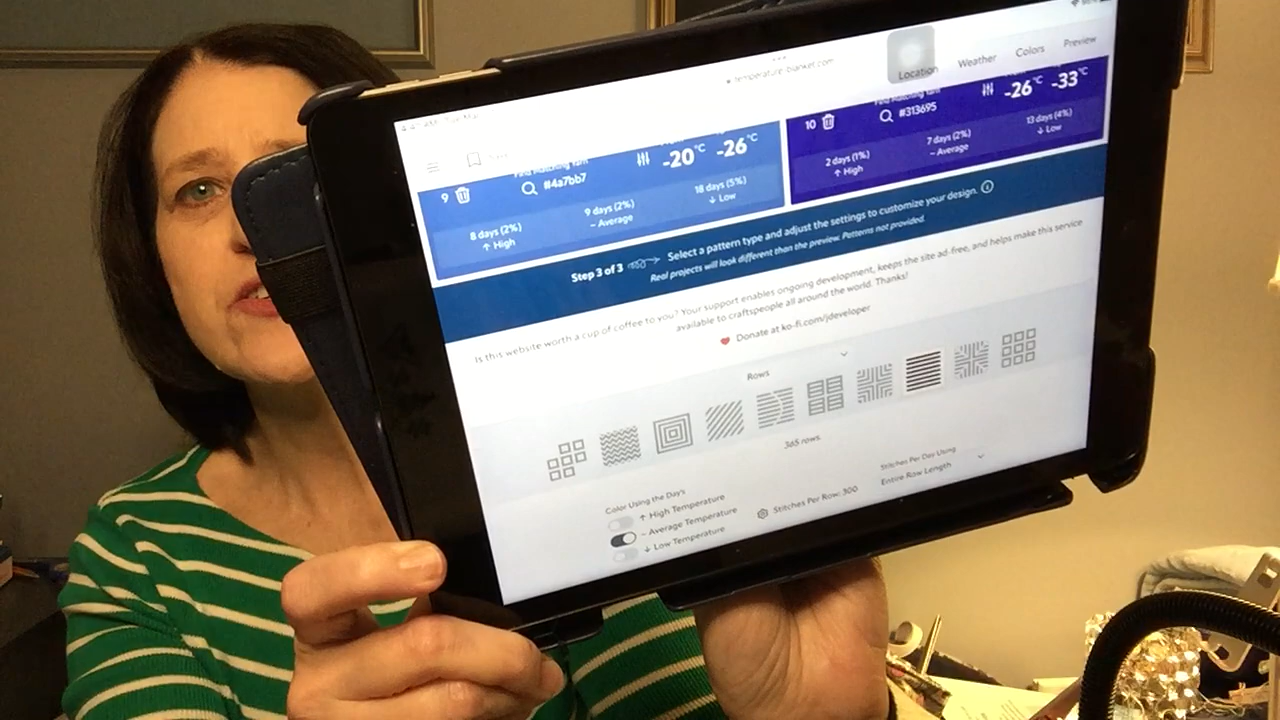 temperature-blanket.com
Location Weather Colors Preview
Save
9
#4a7bb7
-20°C -26°C
8 days (2%)
↑ High
9 days (2%)
– Average
18 days (5%)
↓ Low
10
Find Matching Yarn
#313695
-26°C -33°C
2 days (1%)
↑ High
7 days (2%)
– Average
13 days (4%)
↓ Low
Step 3 of 3 Select a pattern type and adjust the settings to customize your design.
Real projects will look different than the preview. Patterns not provided.
Is this website worth a cup of coffee to you? Your support enables ongoing development, keeps the site ad-free, and helps make this service
available to craftspeople all around the world. Thanks!
Donate at ko-fi.com/jdeveloper
Rows
365 rows.
Color Using the Day's
↑ High Temperature
– Average Temperature
↓ Low Temperature
Stitches Per Row: 300
Stitches Per Day Using
Entire Row Length